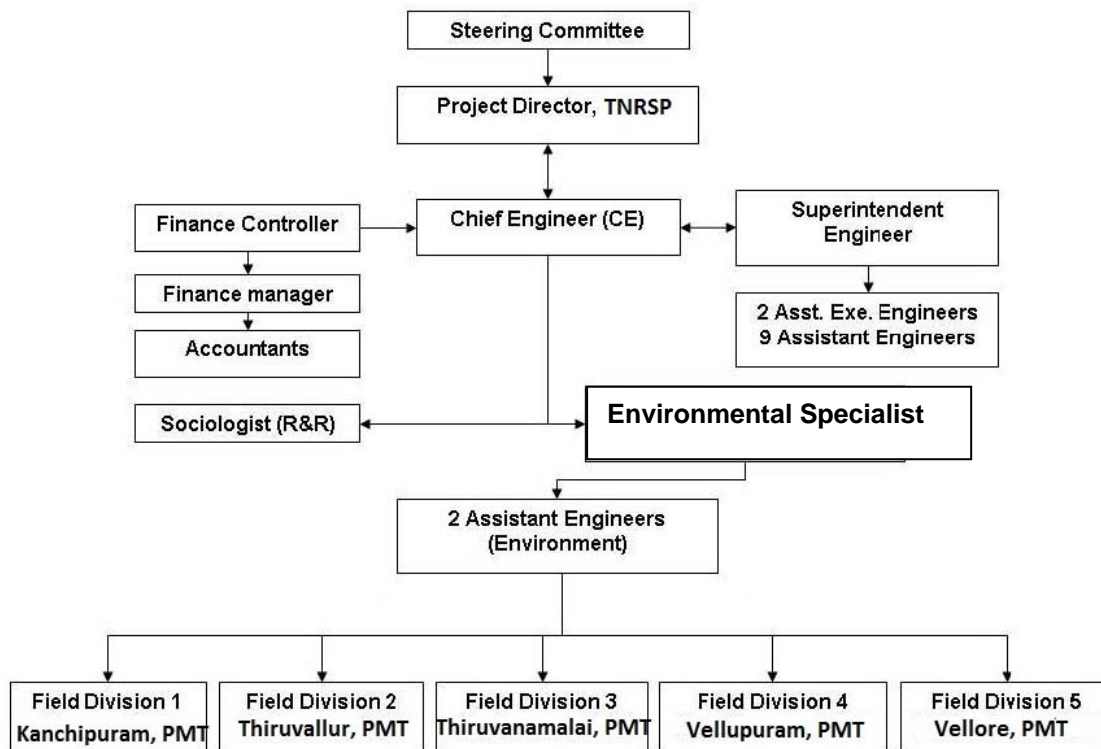 Steering Committee
Project Director, TNRSP
Finance Controller
Chief Engineer (CE)
Superintendent
Engineer
Finance manager
2 Asst. Exe. Engineers
9 Assistant Engineers
Accountants
Sociologist (R&R)
Environmental Specialist
2 Assistant Engineers
(Environment)
Field Division 1
Kanchipuram, PMT
Field Division 2
Thiruvallur, PMT
Field Division 3
Thiruvanamalai, PMT
Field Division 4
Vellupuram, PMT
Field Division 5
Vellore, PMT